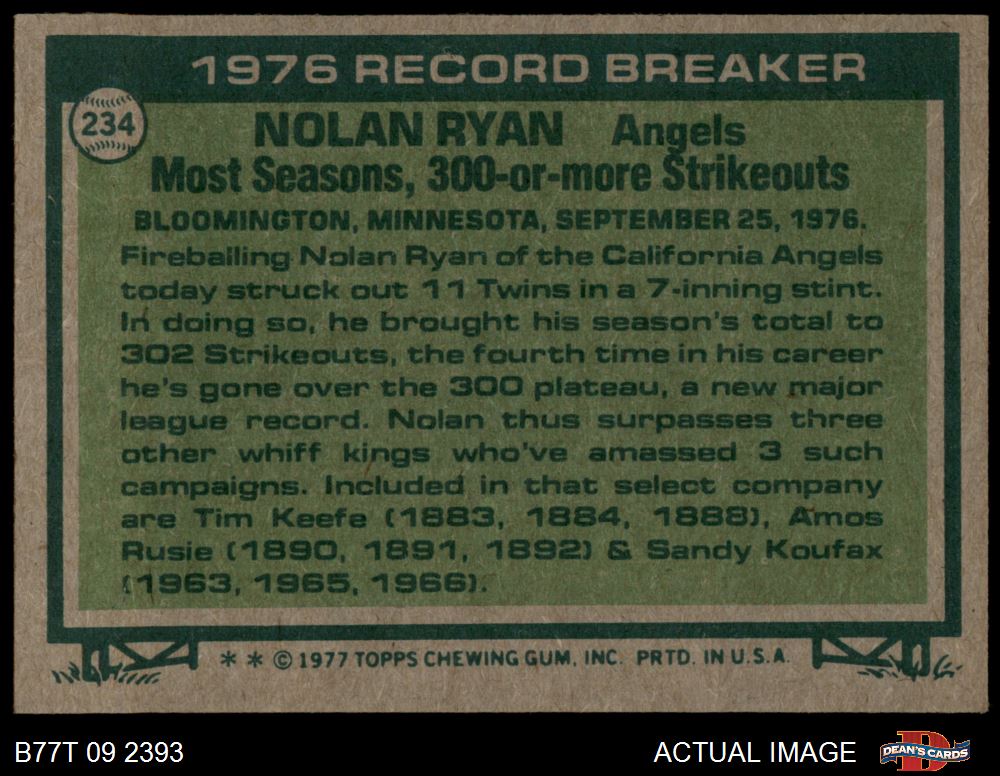 1976 RECORD BREAKER
234
NOLAN RYAN Angels
Most Seasons, 300-or-more Strikeouts
BLOOMINGTON, MINNESOTA, SEPTEMBER 25, 1976.
Fireballing Nolan Ryan of the California Angels
today struck out 11 Twins in a 7-inning stint.
In doing so, he brought his season's total to
302 Strikeouts, the fourth time in his career
he's gone over the 300 plateau, a new major
league record. Nolan thus surpasses three
other whiff kings who've amassed 3 such
campaigns. Included in that select company
are Tim Keefe (1883, 1884, 1888), Amos
Rusie (1890, 1891, 1892) & Sandy Koufax
(1963, 1965, 1966).
* * © 1977 TOPPS CHEWING GUM, INC. PRTD. IN U.S.A.
B77T 09 2393
ACTUAL IMAGE
D
DEAN'S CARDS